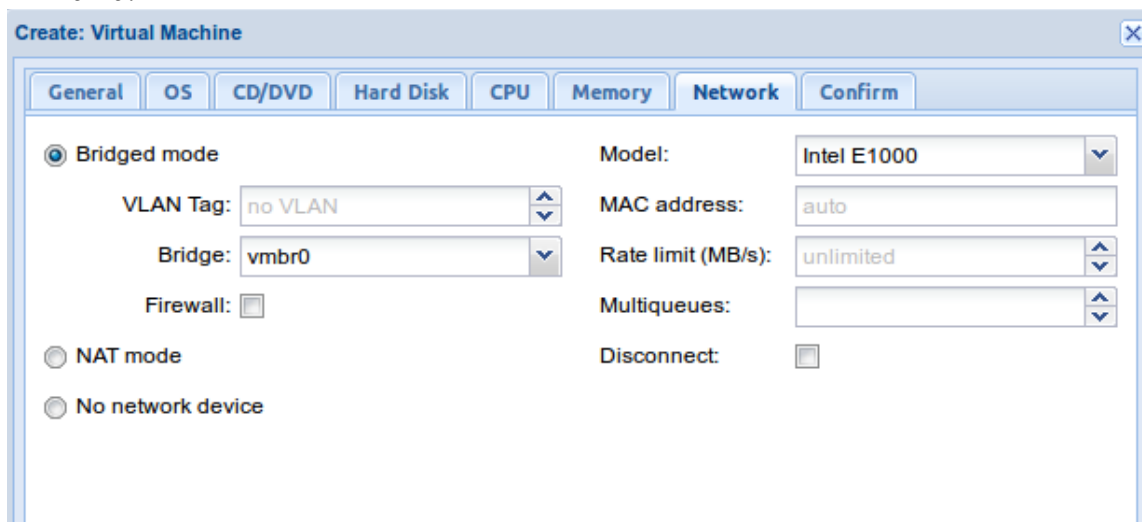 Create: Virtual Machine
General OS CD/DVD Hard Disk CPU Memory Network Confirm
Bridged mode
VLAN Tag: no VLAN
Bridge: vmbr0
Firewall:
NAT mode
No network device
Model: Intel E1000
MAC address: auto
Rate limit (MB/s): unlimited
Multiqueues:
Disconnect: